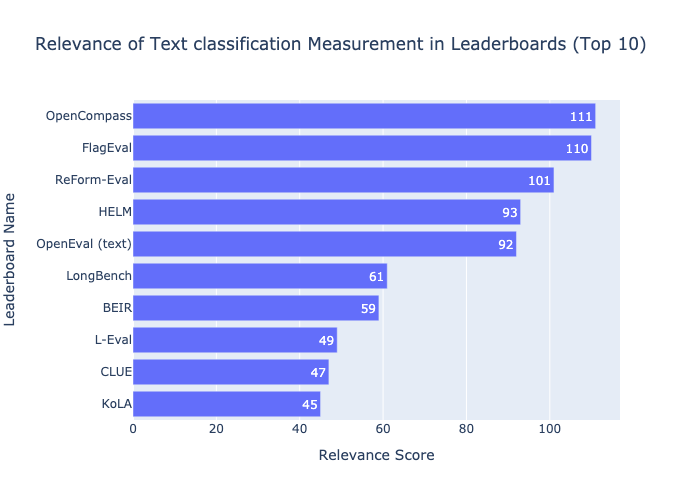 Relevance of Text classification Measurement in Leaderboards (Top 10)
Leaderboard Name
OpenCompass 111
FlagEval 110
ReForm-Eval 101
HELM 93
OpenEval (text) 92
LongBench 61
BEIR 59
L-Eval 49
CLUE 47
KoLA 45
0 20 40 60 80 100
Relevance Score